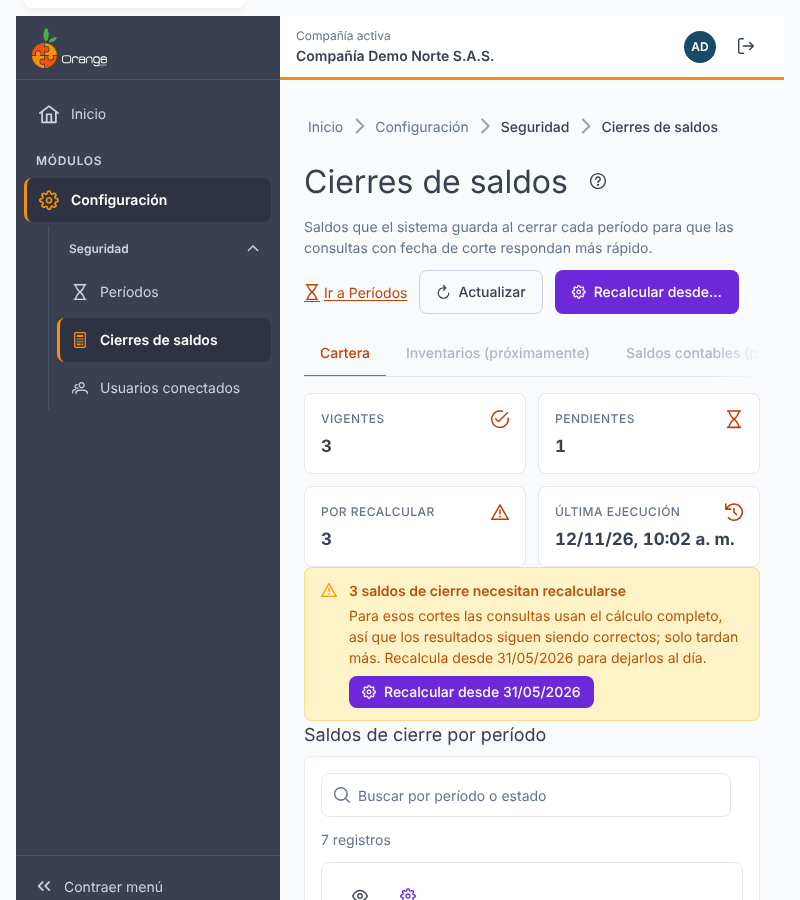 Orange
Inicio
MÓDULOS
Configuración
Seguridad
Períodos
Cierres de saldos
Usuarios conectados
Contraer menú
Compañía activa
Compañía Demo Norte S.A.S.
AD
Inicio > Configuración > Seguridad > Cierres de saldos
Cierres de saldos
Saldos que el sistema guarda al cerrar cada período para que las
consultas con fecha de corte respondan más rápido.
Ir a Períodos Actualizar Recalcular desde...
Cartera Inventarios (próximamente) Saldos contables (p
VIGENTES
3
PENDIENTES
1
POR RECALCULAR
3
ÚLTIMA EJECUCIÓN
12/11/26, 10:02 a. m.
3 saldos de cierre necesitan recalcularse
Para esos cortes las consultas usan el cálculo completo,
así que los resultados siguen siendo correctos; solo tardan
más. Recalcula desde 31/05/2026 para dejarlos al día.
Recalcular desde 31/05/2026
Saldos de cierre por período
Buscar por período o estado
7 registros